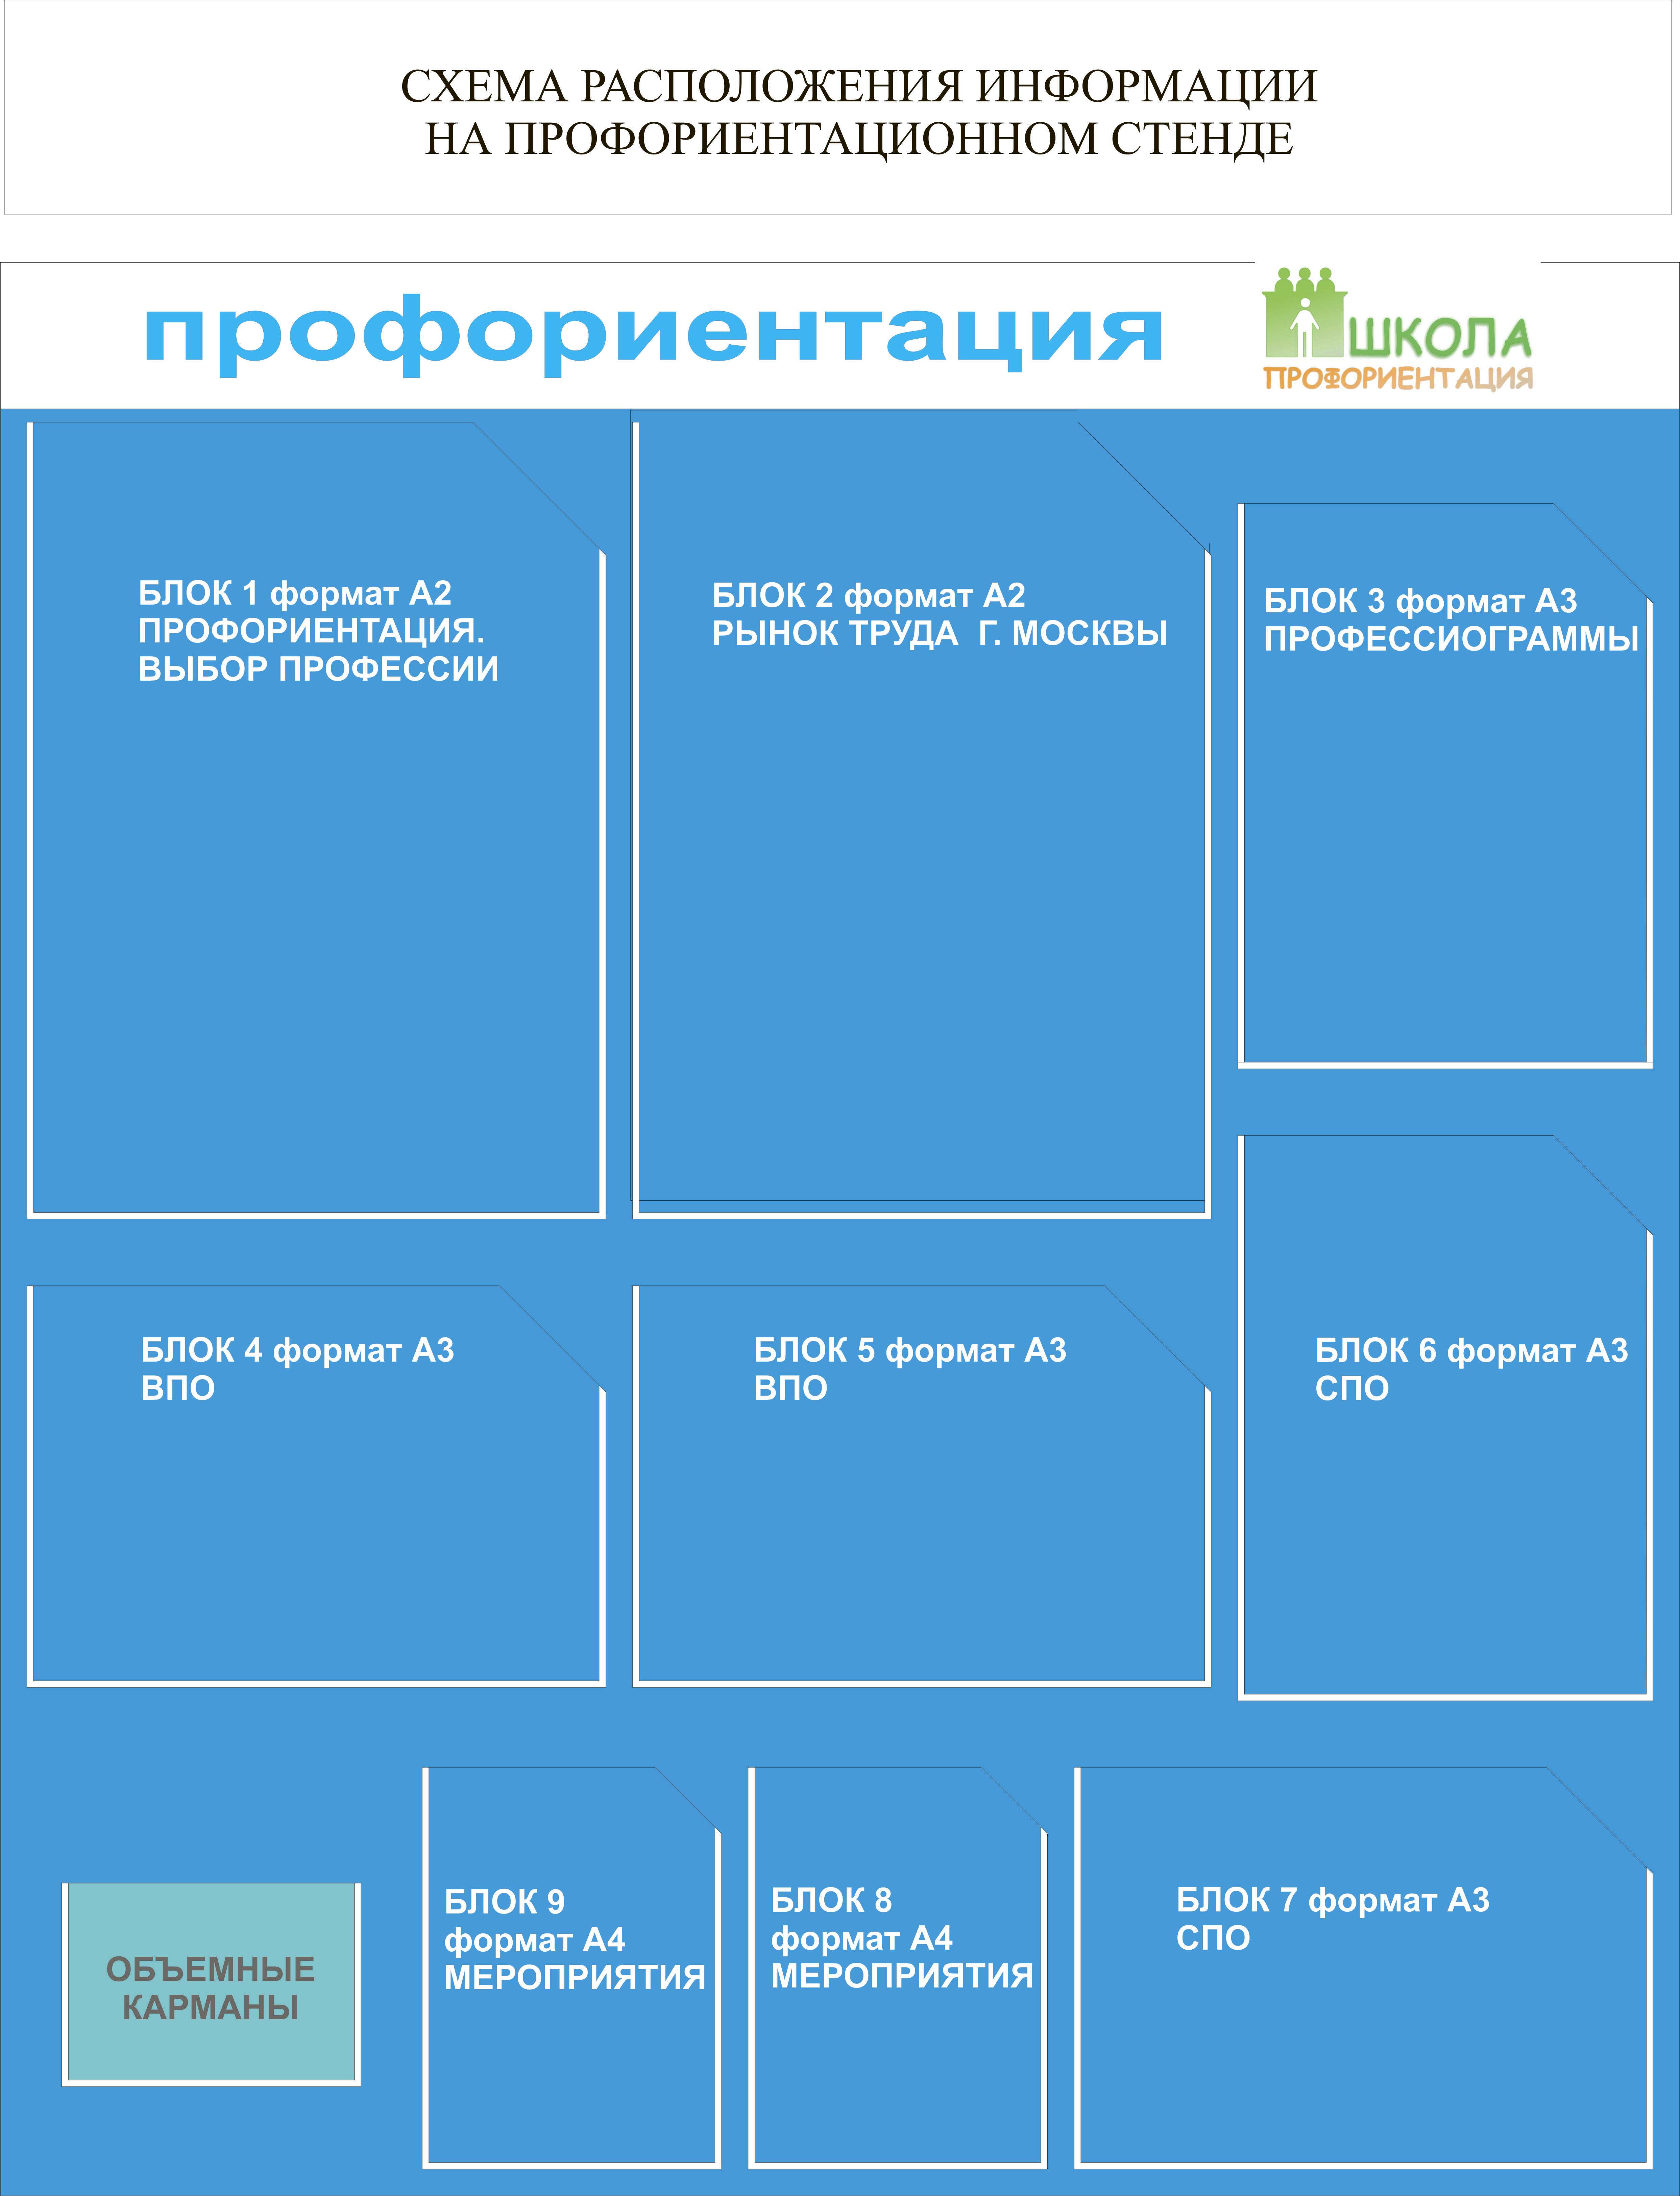 СХЕМА РАСПОЛОЖЕНИЯ ИНФОРМАЦИИ
НА ПРОФОРИЕНТАЦИОННОМ СТЕНДЕ
профориентация
ШКОЛА
ПРОФОРИЕНТАЦИЯ
БЛОК 1 формат А2
ПРОФОРИЕНТАЦИЯ.
ВЫБОР ПРОФЕССИИ
БЛОК 2 формат А2
РЫНОК ТРУДА Г. МОСКВЫ
БЛОК 3 формат А3
ПРОФЕССИОГРАММЫ
БЛОК 4 формат А3
ВПО
БЛОК 5 формат А3
ВПО
БЛОК 6 формат А3
СПО
ОБЪЕМНЫЕ
КАРМАНЫ
БЛОК 9
формат А4
МЕРОПРИЯТИЯ
БЛОК 8
формат А4
МЕРОПРИЯТИЯ
БЛОК 7 формат А3
СПО